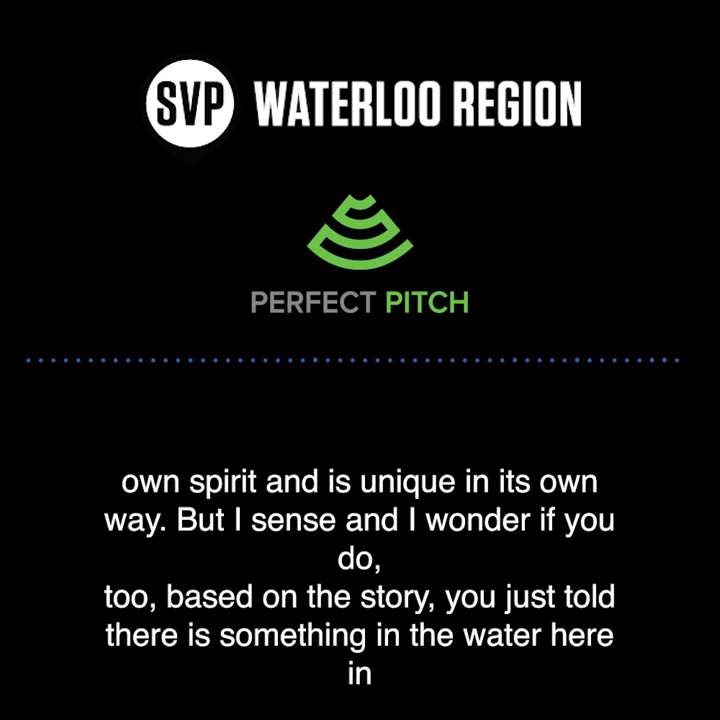 SVP WATERLOO REGION
PERFECT PITCH
own spirit and is unique in its own
way. But I sense and I wonder if you
do,
too, based on the story, you just told
there is something in the water here
in